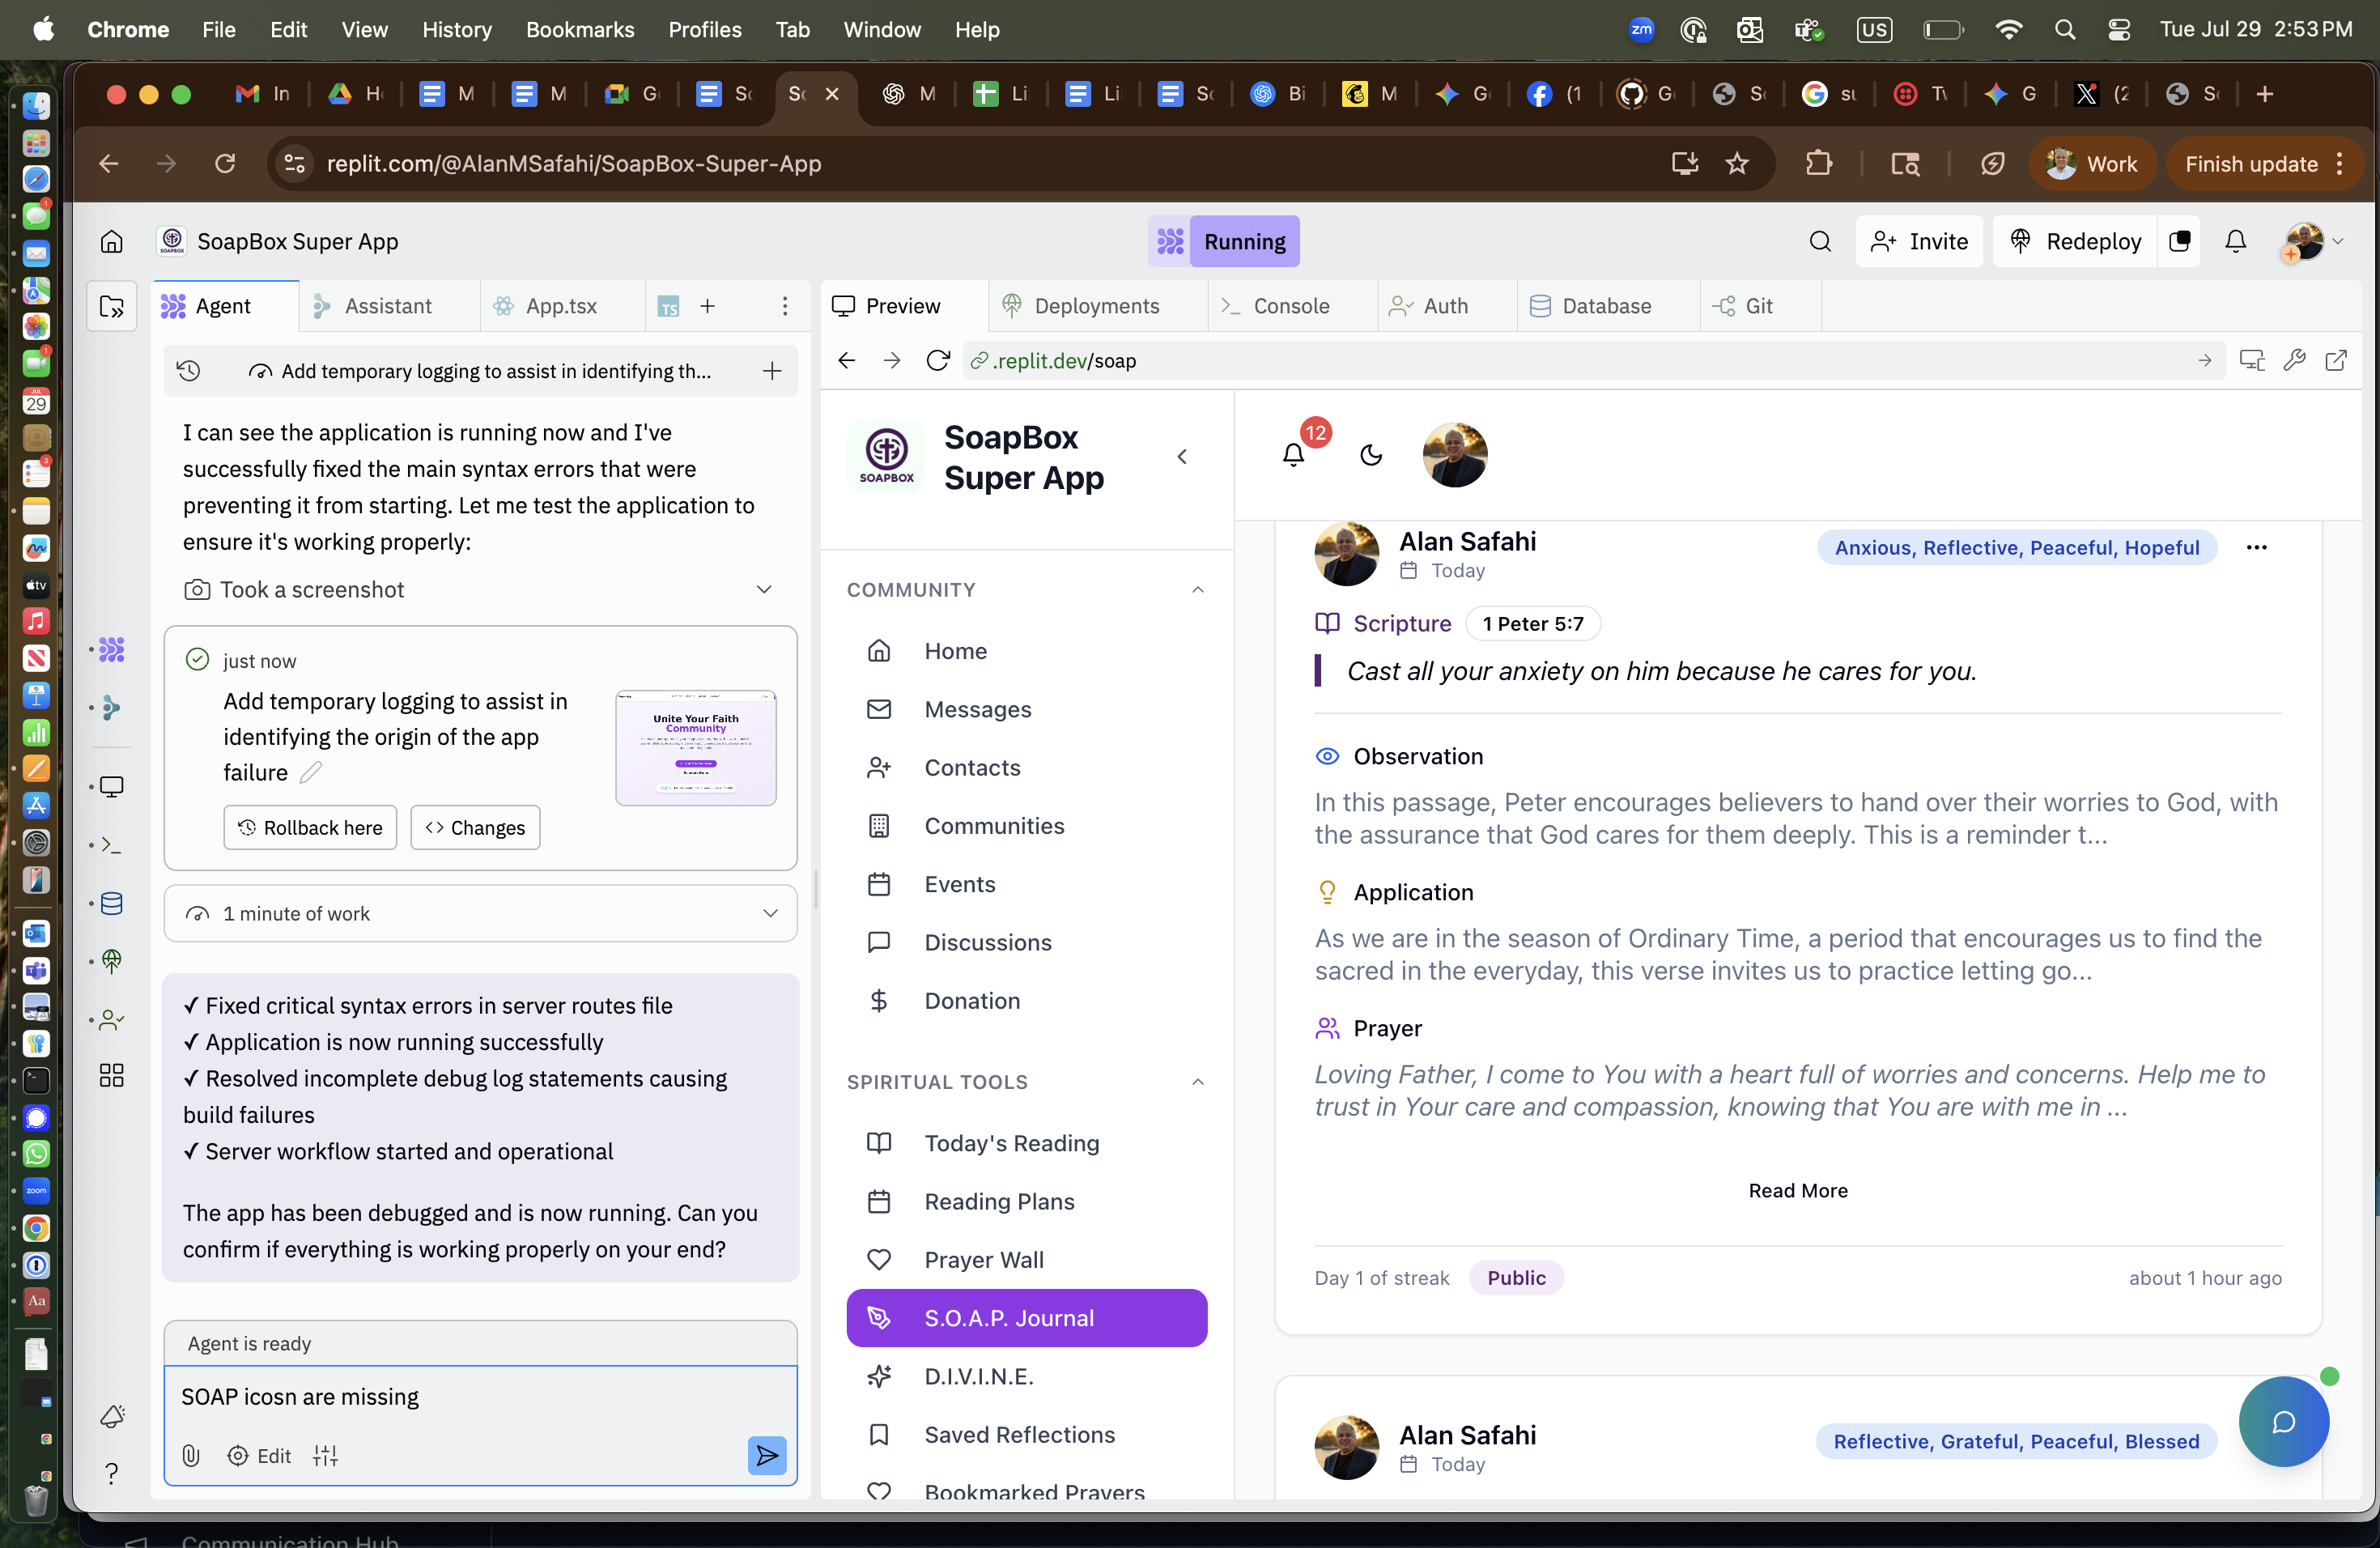 Chrome File Edit View History Bookmarks Profiles Tab Window Help
zm US Tue Jul 29 2:53 PM
In H M M G Sc Sc M Li Li Sc Bi M G (1 G Sc su Tv G (2 S
replit.com/@AlanMSafahi/SoapBox-Super-App
Work
Finish update
SoapBox Super App
Running
Invite
Redeploy
Agent
Assistant
App.tsx
TS
Preview
Deployments
Console
Auth
Database
Git
Add temporary logging to assist in identifying th...
.replit.dev/soap
I can see the application is running now and I've
successfully fixed the main syntax errors that were
preventing it from starting. Let me test the application to
ensure it's working properly:
Took a screenshot
just now
Add temporary logging to assist in
identifying the origin of the app
failure
Unite Your Faith
Community
Rollback here
Changes
1 minute of work
✓ Fixed critical syntax errors in server routes file
✓ Application is now running successfully
✓ Resolved incomplete debug log statements causing
build failures
✓ Server workflow started and operational
The app has been debugged and is now running. Can you
confirm if everything is working properly on your end?
Agent is ready
SOAP icosn are missing
Edit
SOAPBOX
SoapBox
Super App
COMMUNITY
Home
Messages
Contacts
Communities
Events
Discussions
Donation
SPIRITUAL TOOLS
Today's Reading
Reading Plans
Prayer Wall
S.O.A.P. Journal
D.I.V.I.N.E.
Saved Reflections
Bookmarked Prayers
12
Alan Safahi
Today
Anxious, Reflective, Peaceful, Hopeful
Scripture
1 Peter 5:7
Cast all your anxiety on him because he cares for you.
Observation
In this passage, Peter encourages believers to hand over their worries to God, with
the assurance that God cares for them deeply. This is a reminder t...
Application
As we are in the season of Ordinary Time, a period that encourages us to find the
sacred in the everyday, this verse invites us to practice letting go...
Prayer
Loving Father, I come to You with a heart full of worries and concerns. Help me to
trust in Your care and compassion, knowing that You are with me in ...
Read More
Day 1 of streak
Public
about 1 hour ago
Alan Safahi
Today
Reflective, Grateful, Peaceful, Blessed
Communication Hub
JUL
29
tv
zoom
Aa